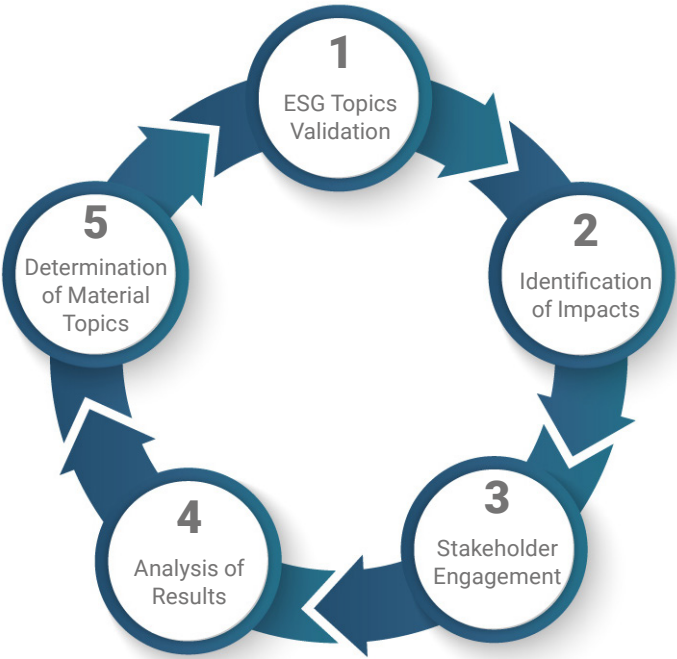 1
ESG Topics
Validation
2
Identification
of Impacts
3
Stakeholder
Engagement
4
Analysis of
Results
5
Determination
of Material
Topics